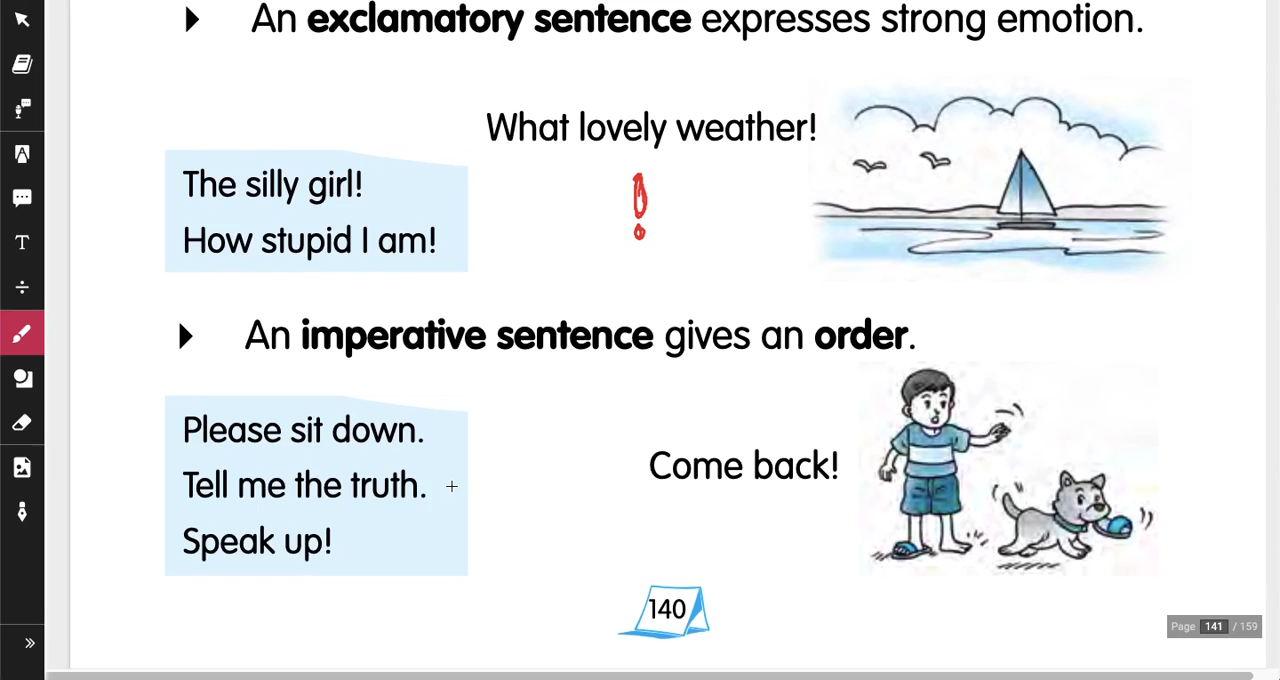 An exclamatory sentence expresses strong emotion.
What lovely weather!
The silly girl!
How stupid I am!
!
An imperative sentence gives an order.
Please sit down.
Tell me the truth.
Speak up!
Come back!
140
Page 141 / 159